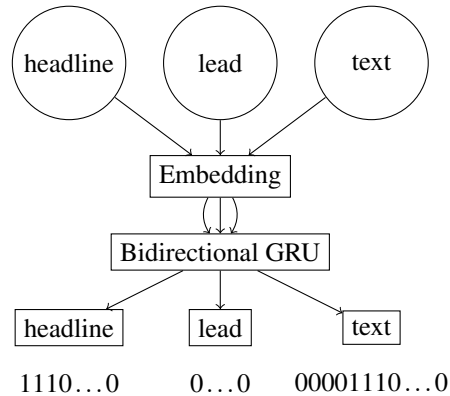 headline lead text
Embedding
Bidirectional GRU
headline lead text
1110...0 0...0 00001110...0